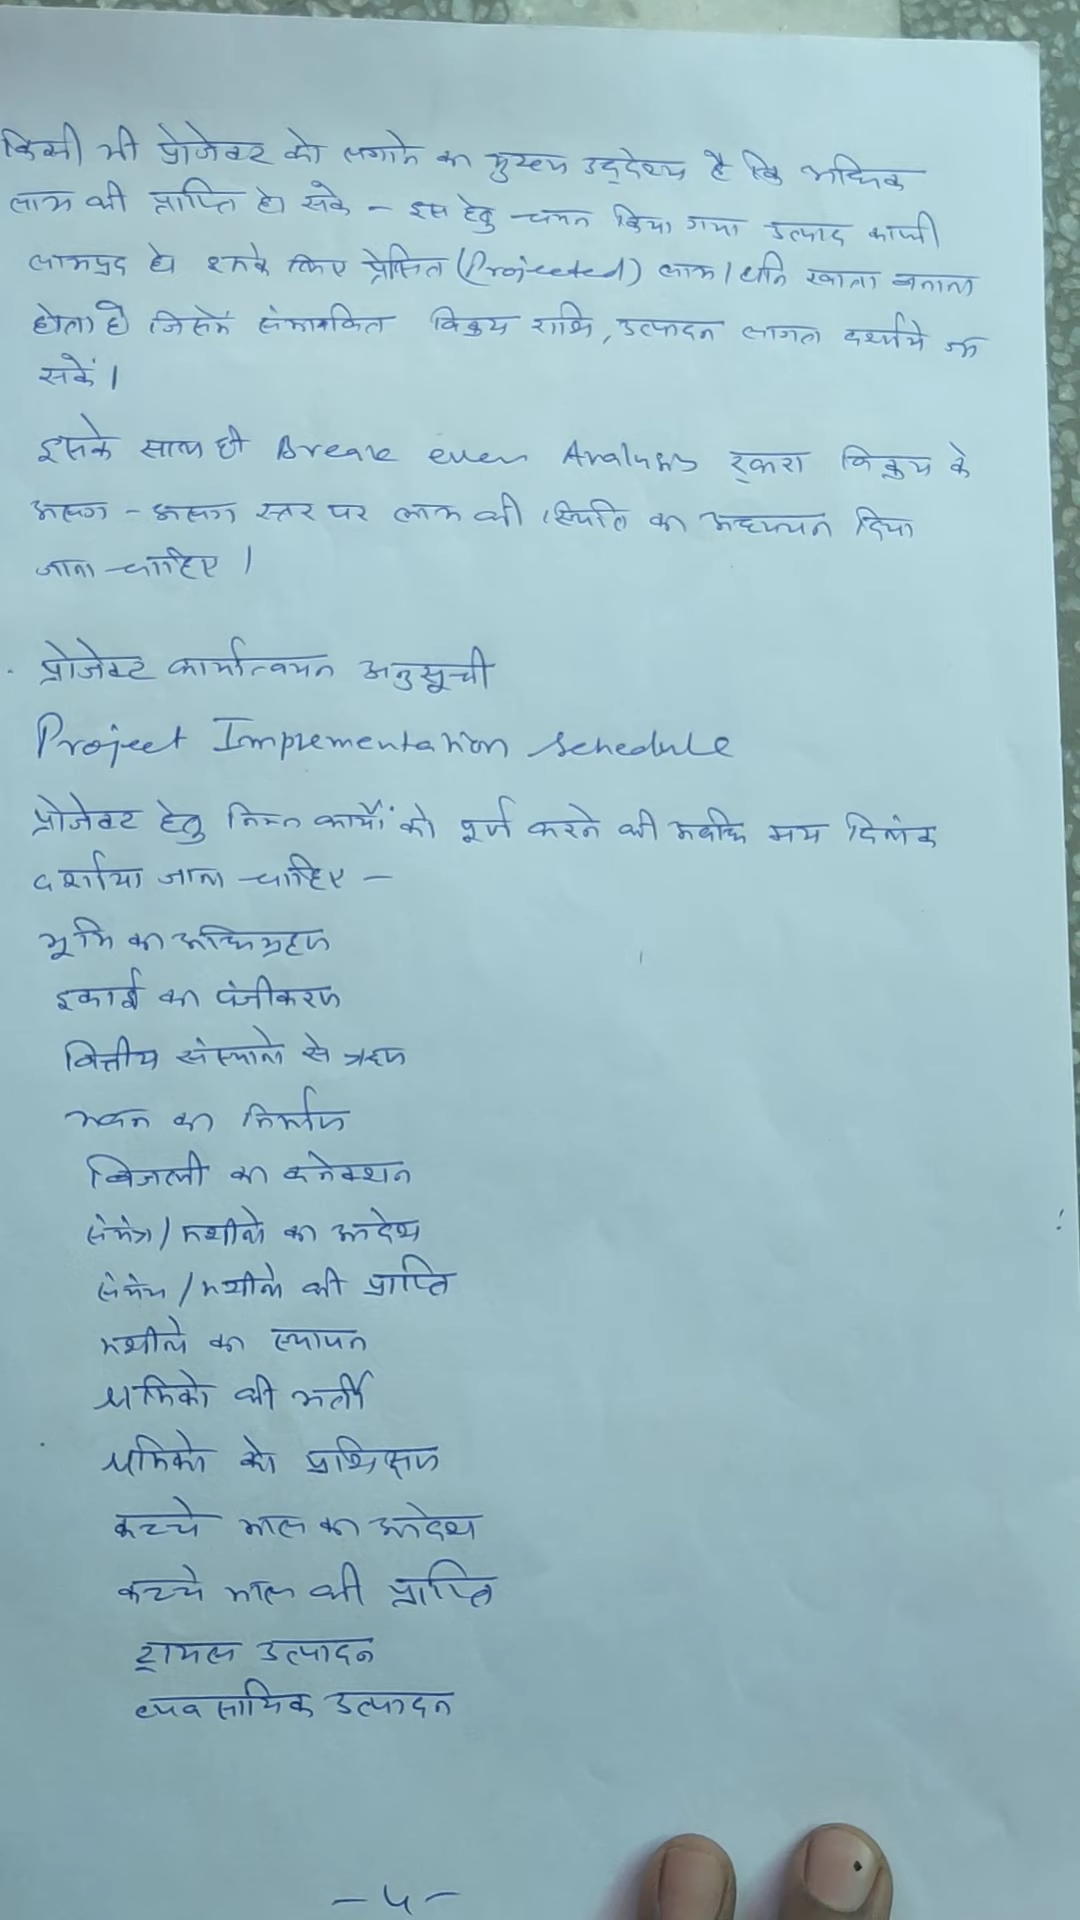 किसी भी प्रोजेक्ट को लगाने का मुख्य उद्देश्य है कि अधिक
लाभ की प्राप्ति हो सके - इस हेतु चयन किया गया उत्पाद काफी
लाभप्रद हो इसके लिए प्रेक्षित (Projected) लाभ/हानि खाता बनाना
होता है जिसमें संभावित विक्रय राशि, उत्पादन लागत दर्शाये जा
सकें।
इसके साथ ही Break even Analysis द्वारा विक्रय के
अलग - अलग स्तर पर लाभ की स्थिति का अध्ययन किया
जाना चाहिए।
प्रोजेक्ट कार्यान्वयन अनुसूची
Project Implementation Schedule
प्रोजेक्ट हेतु निम्न कार्यों को पूर्ण करने की अवधि मय दिनांक
दर्शाया जाना चाहिए -
भूमि का अधिग्रहण
इकाई का पंजीकरण
वित्तीय संस्थानो से ऋण
भवन का निर्माण
बिजली का कनेक्शन
संयंत्र/मशीनो का आदेश
संयंत्र/मशीनो की प्राप्ति
मशीनो का स्थापन
श्रमिको की भर्ती
श्रमिको को प्रशिक्षण
कच्चे माल का आदेश
कच्चे माल की प्राप्ति
ट्रायल उत्पादन
व्यवसायिक उत्पादन
-५-